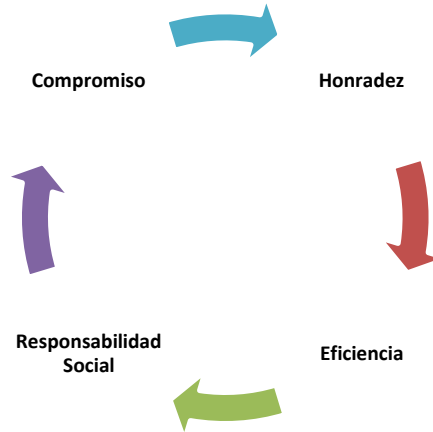 Compromiso
Honradez
Responsabilidad
Social
Eficiencia